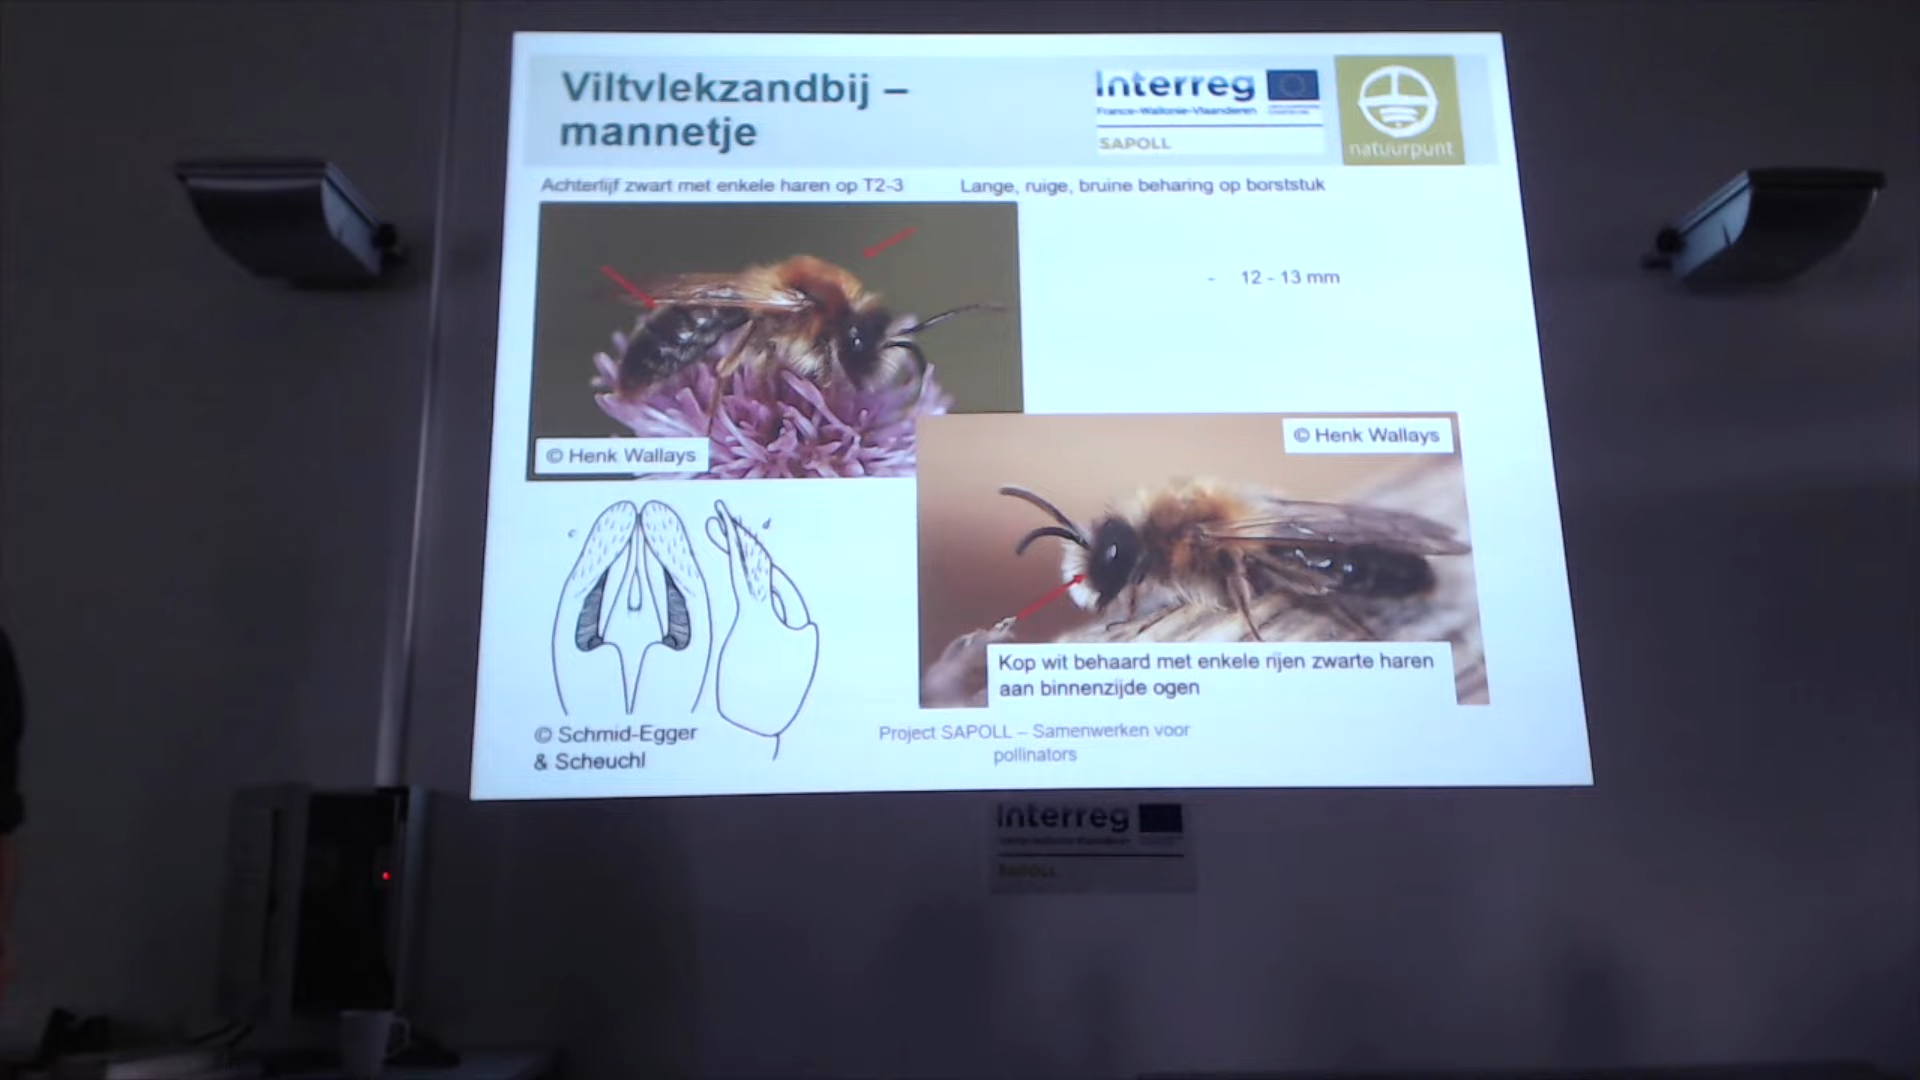 Viltvlekzandbij –
mannetje
Interreg
France-Wallonie-Vlaanderen
SAPOLL
natuurpunt
Achterlijf zwart met enkele haren op T2-3
Lange, ruige, bruine beharing op borststuk
- 12 - 13 mm
© Henk Wallays
© Henk Wallays
c
d
Kop wit behaard met enkele rijen zwarte haren
aan binnenzijde ogen
© Schmid-Egger
& Scheuchl
Project SAPOLL – Samenwerken voor
pollinators
Interreg
SAPOLL